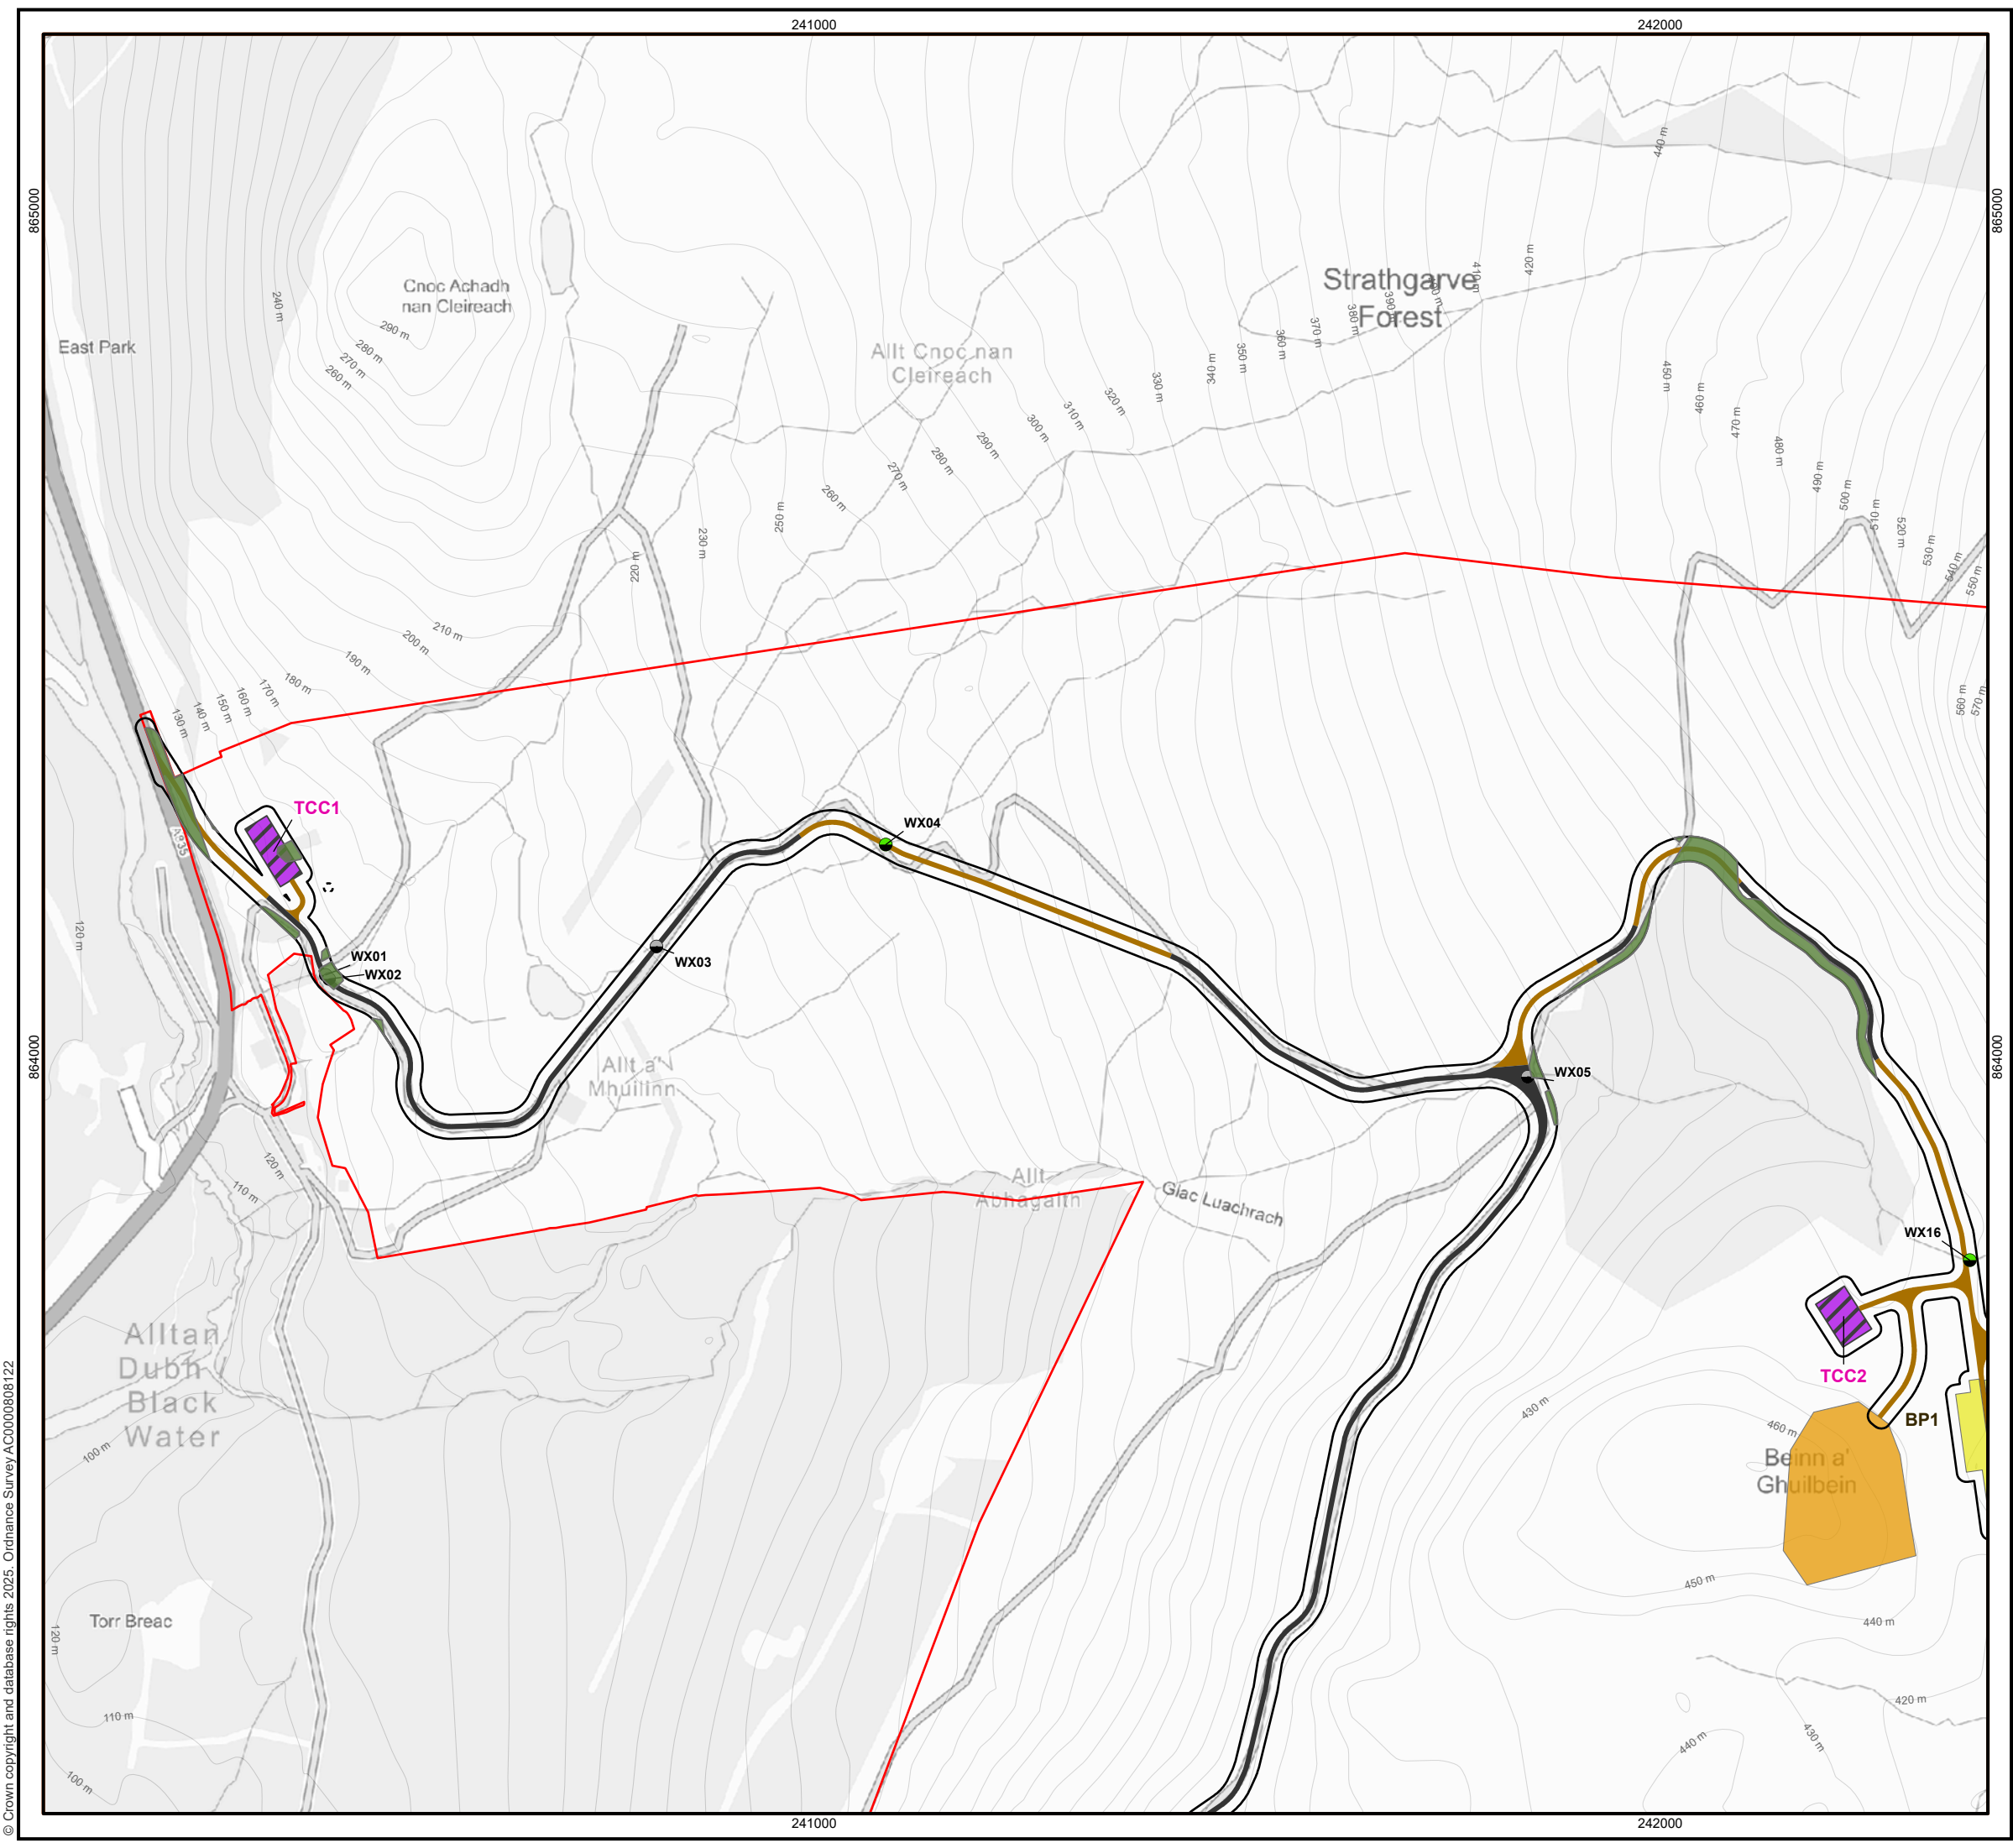 241000
242000
865000
865000
440 m
420 m
410 m
390 m
380 m
370 m
360 m
350 m
340 m
330 m
320 m
310 m
300 m
290 m
280 m
270 m
260 m
250 m
230 m
220 m
240 m
Cnoc Achadh
nan Cleireach
290 m
280 m
270 m
260 m
East Park
Strathgarve
Forest
Allt Cnoc nan
Cleireach
450 m
460 m
470 m
480 m
490 m
500 m
510 m
520 m
530 m
540 m
550 m
560 m
570 m
210 m
200 m
190 m
180 m
170 m
160 m
150 m
140 m
130 m
TCC1
A835
WX04
120 m
WX01
WX02
WX03
864000
864000
Allt a'
Mhuilinn
WX05
120 m
110 m
Allt
Abhagaitn
Glac Luachrach
WX16
Alltan
Dubh /
Black
Water
TCC2
430 m
BP1
460 m
Beinn a'
Ghuilbein
100 m
450 m
440 m
Torr Breac
120 m
110 m
420 m
430 m
440 m
100 m
241000
242000
© Crown copyright and database rights 2025. Ordnance Survey AC0000808122